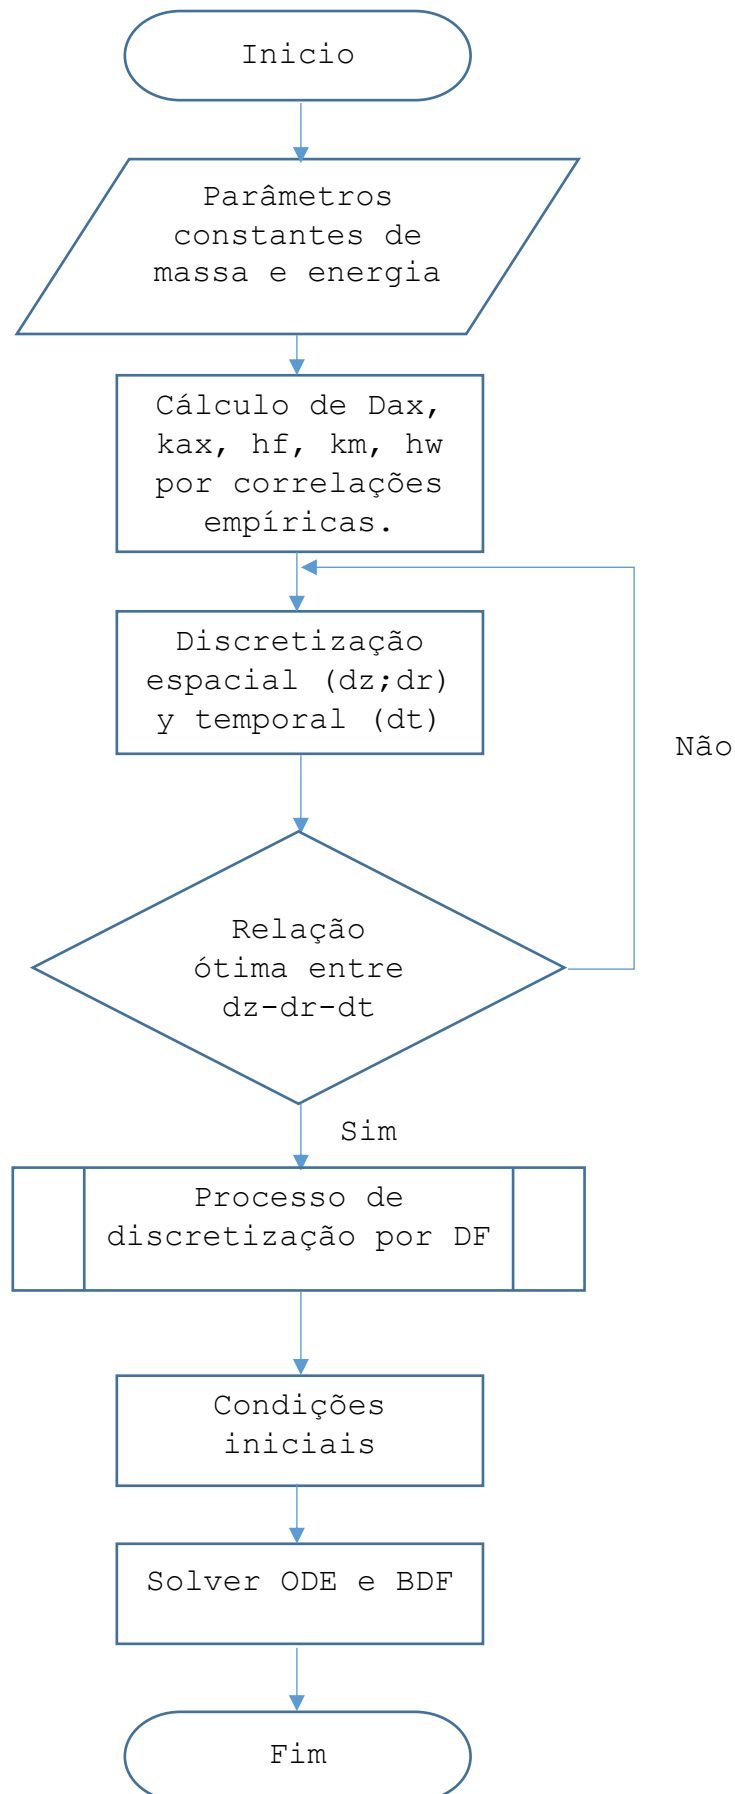 Inicio
Parâmetros
constantes de
massa e energia
Cálculo de Dax,
kax, hf, km, hw
por correlações
empíricas.
Discretização
espacial (dz;dr)
y temporal (dt)
Não
Relação
ótima entre
dz-dr-dt
Sim
Processo de
discretização por DF
Condições
iniciais
Solver ODE e BDF
Fim